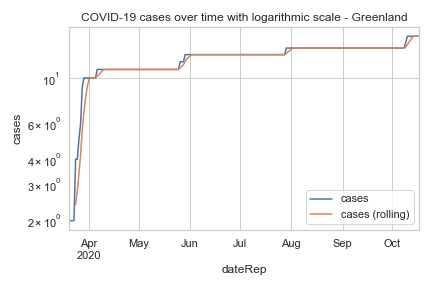 COVID-19 cases over time with logarithmic scale - Greenland
cases
10¹
6 × 10⁰
4 × 10⁰
3 × 10⁰
2 × 10⁰
Apr
2020
May
Jun
Jul
Aug
Sep
Oct
dateRep
cases
cases (rolling)